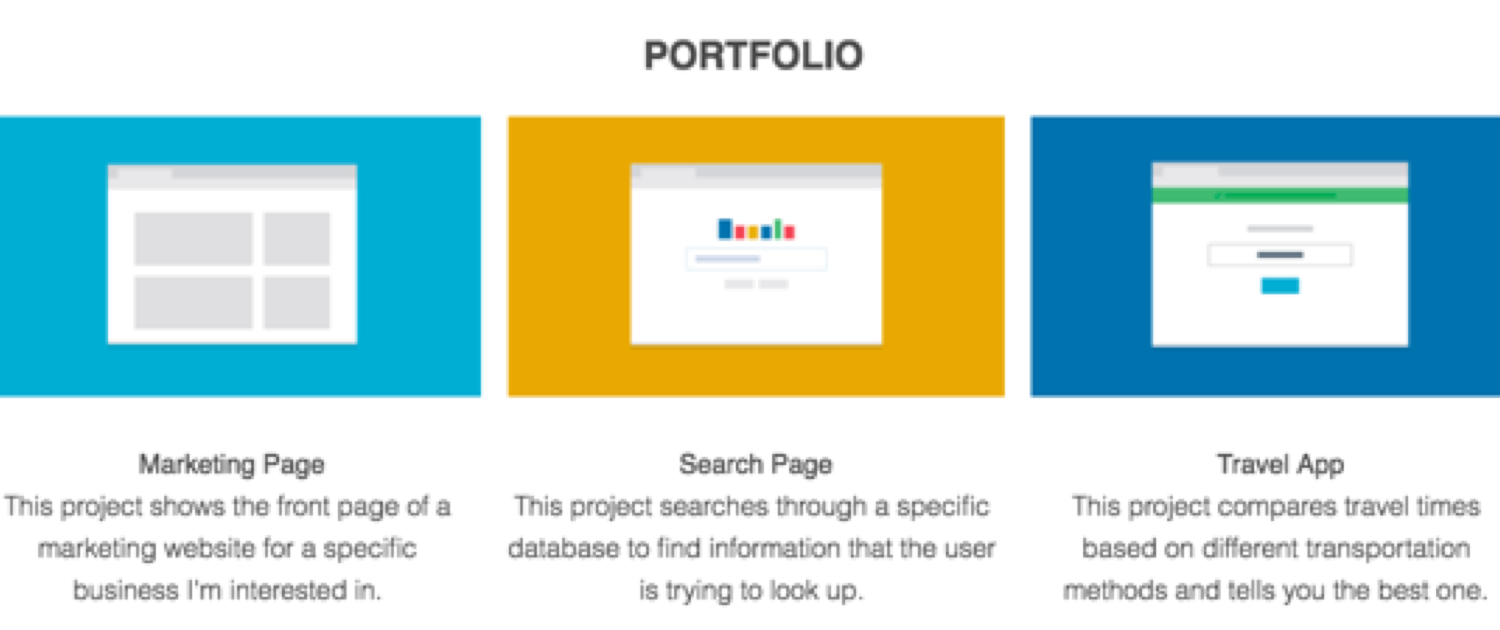 PORTFOLIO
Marketing Page
This project shows the front page of a
marketing website for a specific
business I'm interested in.
Search Page
This project searches through a specific
database to find information that the user
is trying to look up.
Travel App
This project compares travel times
based on different transportation
methods and tells you the best one.